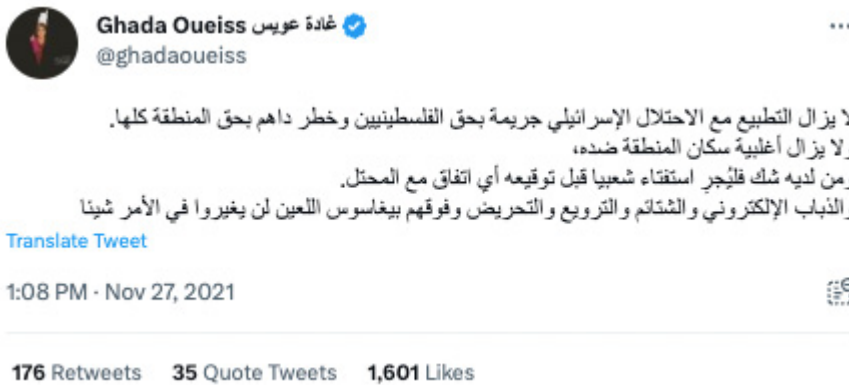 Ghada Oueiss غادة عويس
@ghadaoueiss
لا يزال التطبيع مع الاحتلال الإسرائيلي جريمة بحق الفلسطينيين وخطر داهم بحق المنطقة كلها.
ولا يزال أغلبية سكان المنطقة ضده،
ومن لديه شك فليُجرِ استفتاء شعبيا قبل توقيعه أي اتفاق مع المحتل.
والذباب الإلكتروني والشتائم والترويع والتحريض وفوقهم بيغاسوس اللعين لن يغيروا في الأمر شيئا
Translate Tweet
1:08 PM · Nov 27, 2021
176 Retweets 35 Quote Tweets 1,601 Likes